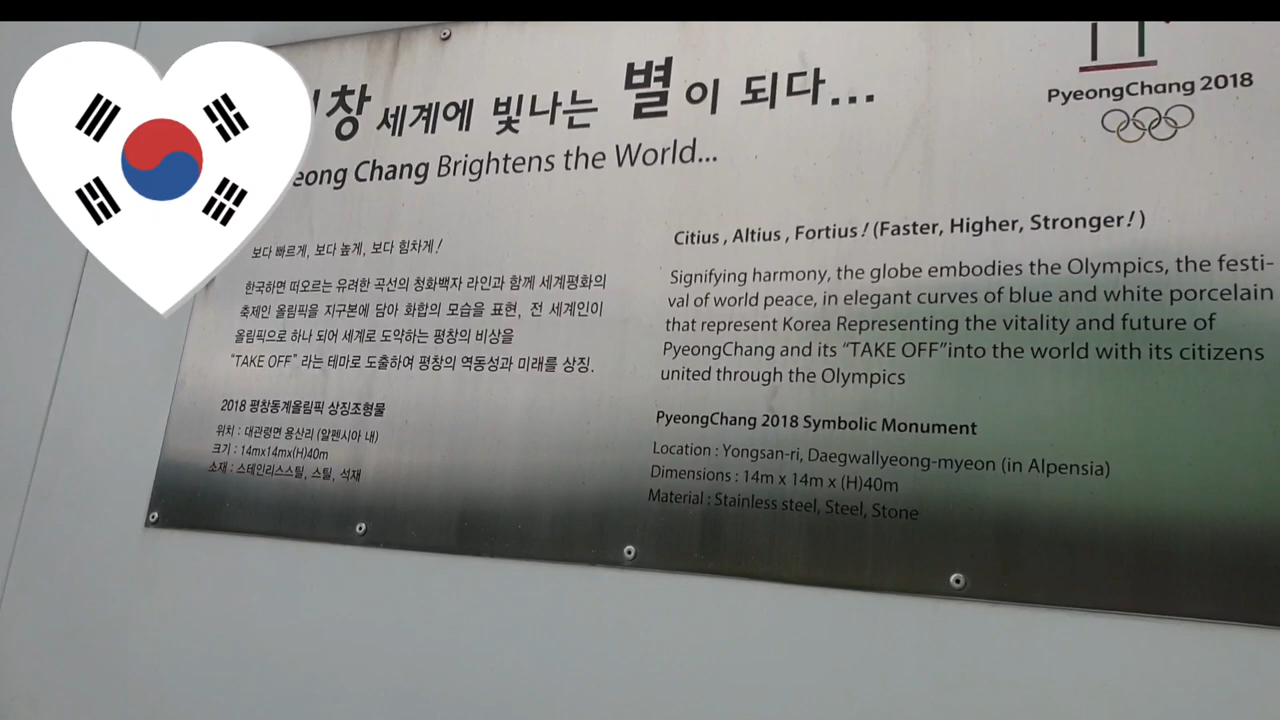 창 세계에 빛나는 별이 되다...
eong Chang Brightens the World...
PyeongChang 2018
보다 빠르게, 보다 높게, 보다 힘차게!
한국하면 떠오르는 유려한 곡선의 청화백자 라인과 함께 세계평화의
축제인 올림픽을 지구본에 담아 화합의 모습을 표현, 전 세계인이
올림픽으로 하나 되어 세계로 도약하는 평창의 비상을
“TAKE OFF” 라는 테마로 도출하여 평창의 역동성과 미래를 상징.
2018 평창동계올림픽 상징조형물
위치 : 대관령면 용산리 (알펜시아 내)
크기 : 14mx14mx(H)40m
소재 : 스테인리스스틸, 스틸, 석재
Citius , Altius , Fortius ! (Faster, Higher, Stronger ! )
Signifying harmony, the globe embodies the Olympics, the festi-
val of world peace, in elegant curves of blue and white porcelain
that represent Korea Representing the vitality and future of
PyeongChang and its “TAKE OFF”into the world with its citizens
united through the Olympics
PyeongChang 2018 Symbolic Monument
Location : Yongsan-ri, Daegwallyeong-myeon (in Alpensia)
Dimensions : 14m x 14m x (H)40m
Material : Stainless steel, Steel, Stone